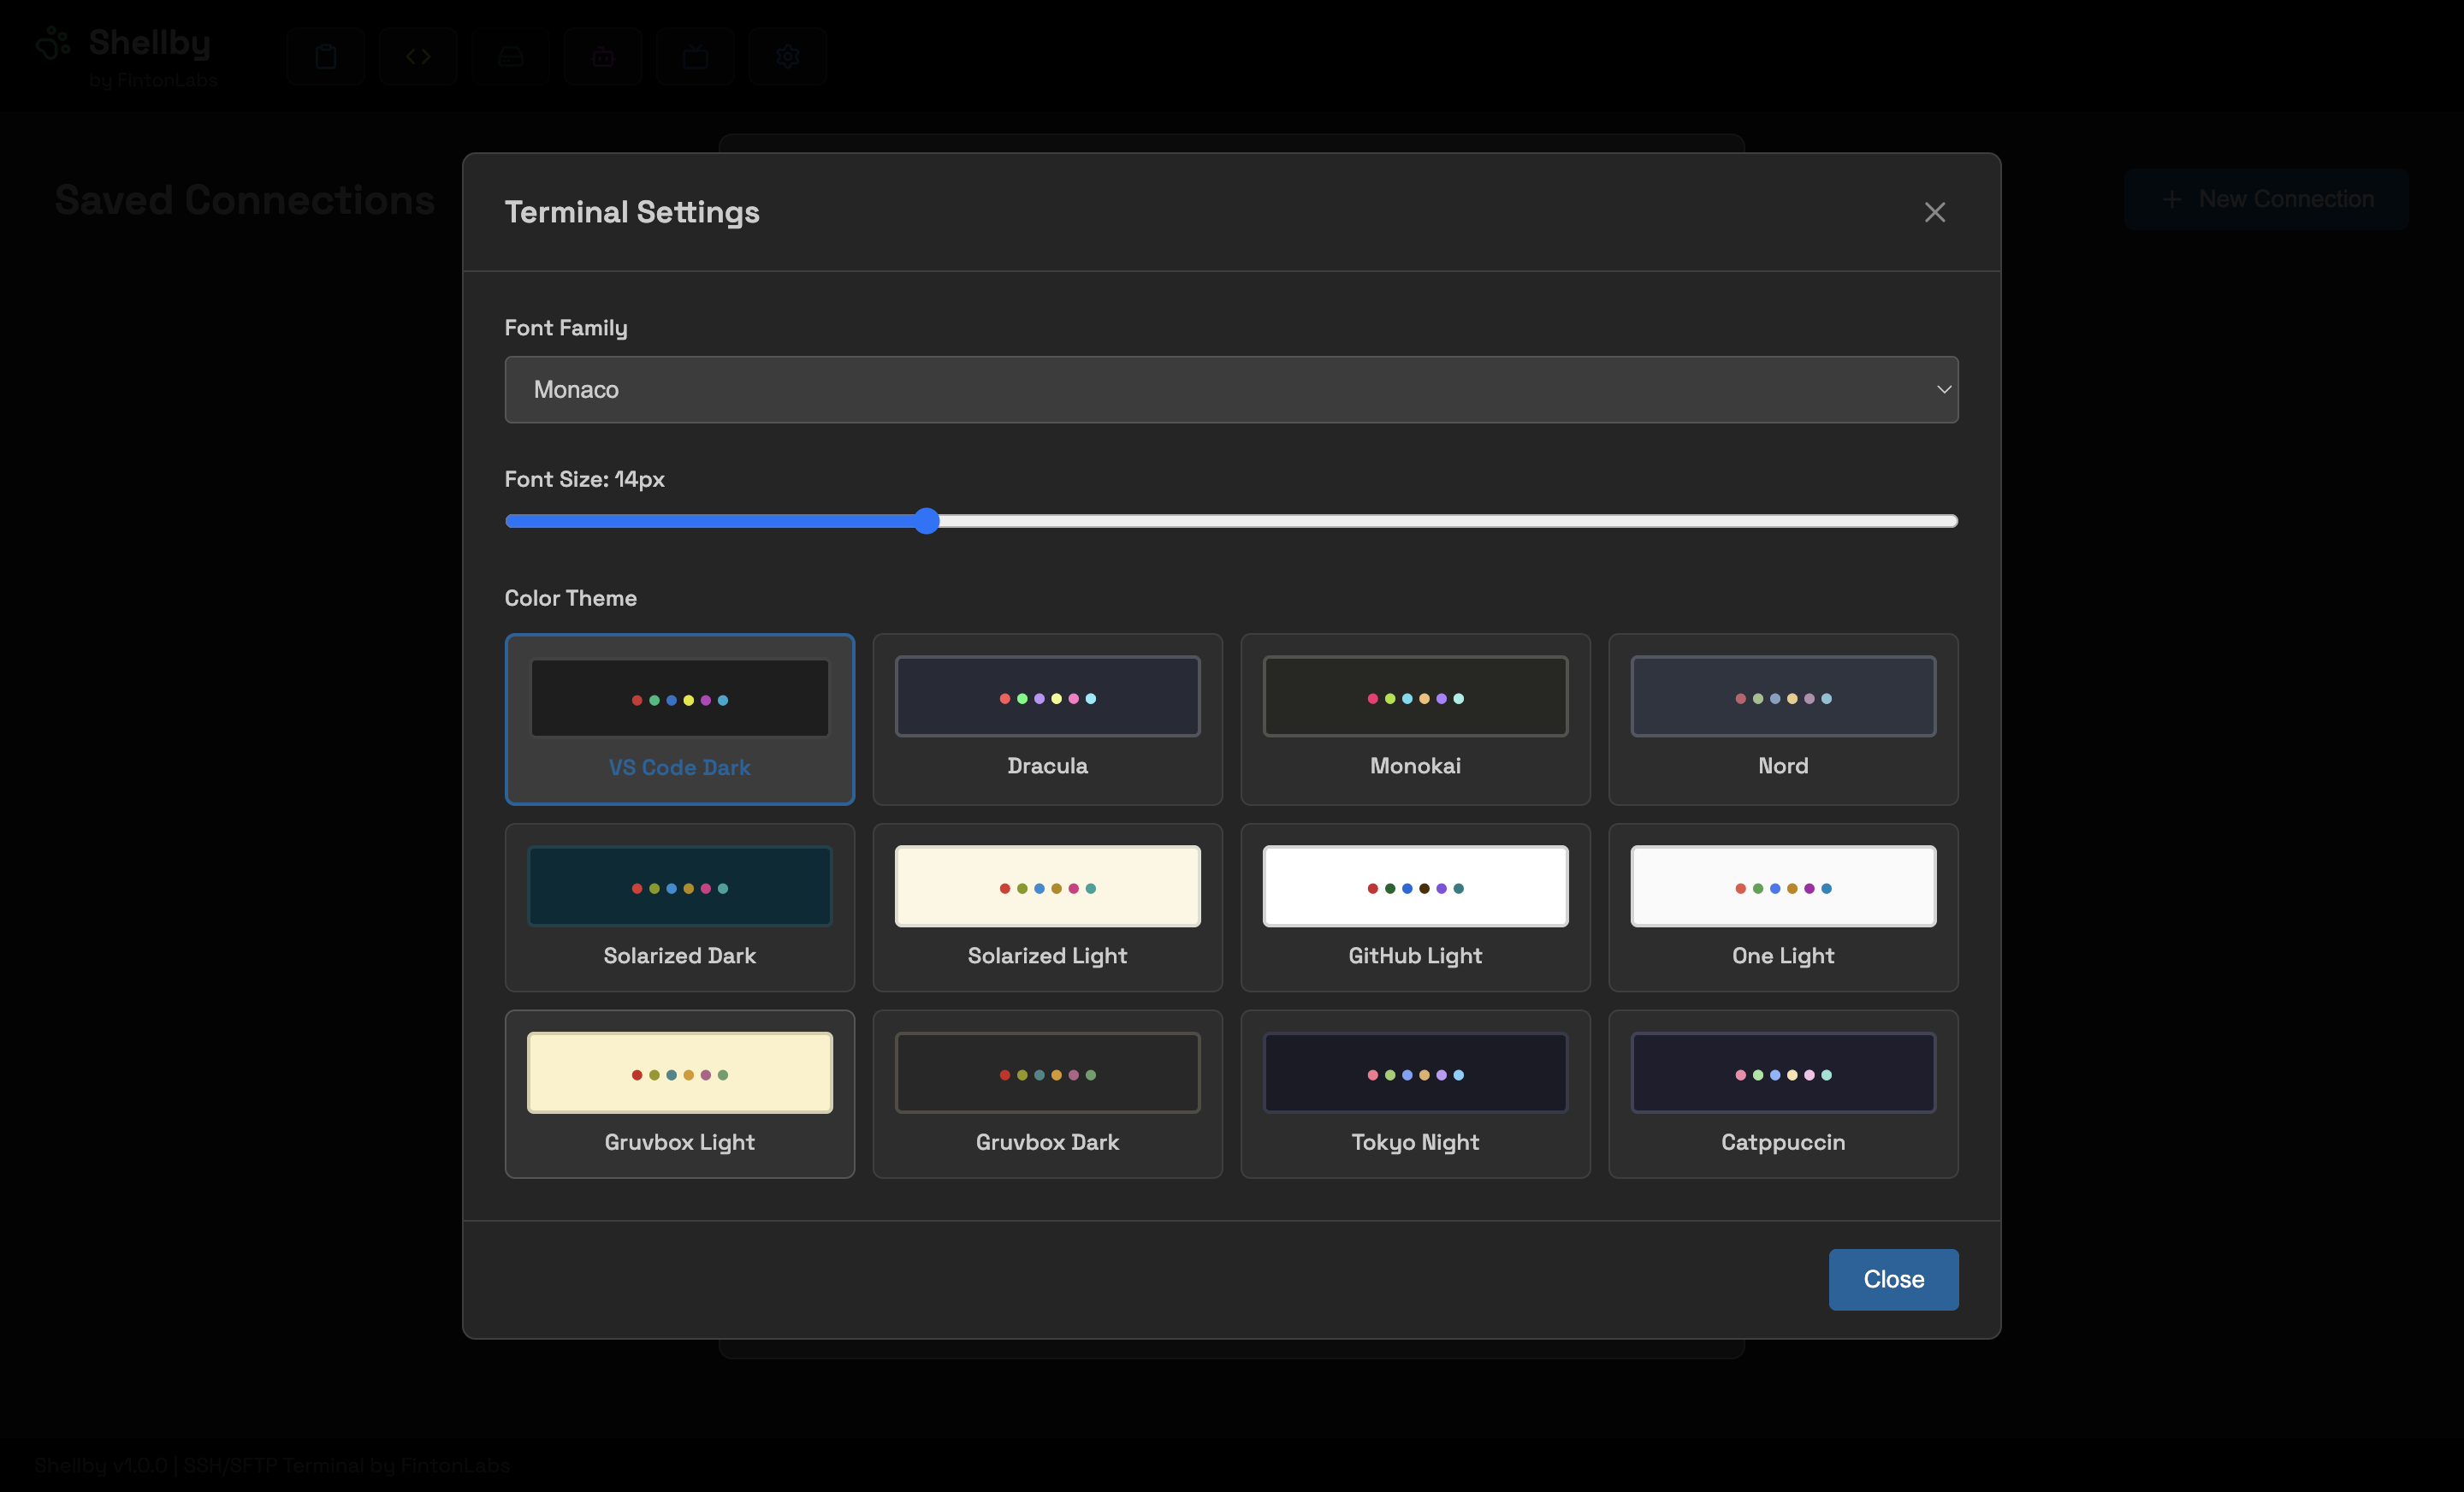 Shellby
by FintonLabs
Saved Connections
New Connection
Terminal Settings
Font Family
Monaco
Font Size: 14px
Color Theme
VS Code Dark
Dracula
Monokai
Nord
Solarized Dark
Solarized Light
GitHub Light
One Light
Gruvbox Light
Gruvbox Dark
Tokyo Night
Catppuccin
Close
Shellby v1.0.0 | SSH/SFTP Terminal by FintonLabs